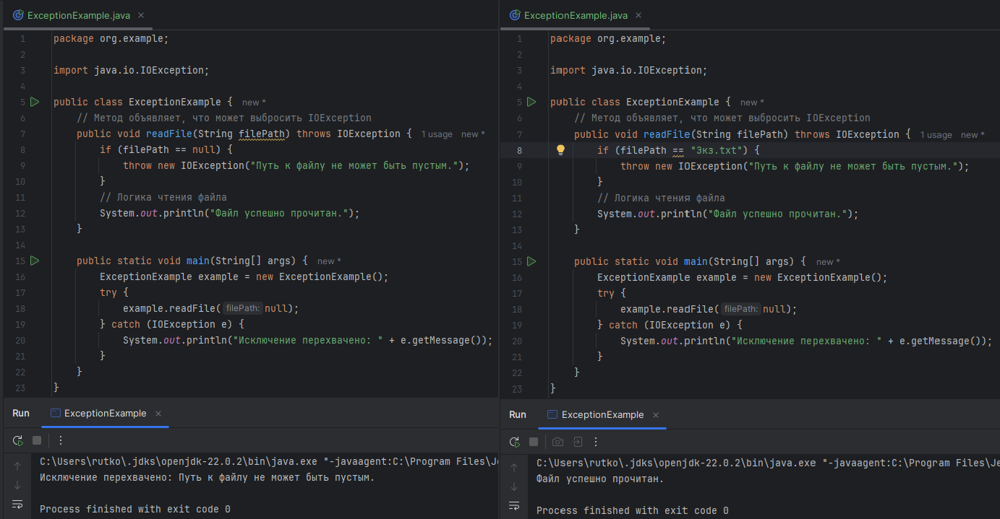 ExceptionExample.java ×
1 package org.example;
2
3 import java.io.IOException;
4
5 public class ExceptionExample { new *
6 // Метод объявляет, что может выбросить IOException
7 public void readFile(String filePath) throws IOException { 1 usage new *
8 if (filePath == null) {
9 throw new IOException("Путь к файлу не может быть пустым.");
10 }
11 // Логика чтения файла
12 System.out.println("Файл успешно прочитан.");
13 }
14
15 public static void main(String[] args) { new *
16 ExceptionExample example = new ExceptionExample();
17 try {
18 example.readFile( filePath: null);
19 } catch (IOException e) {
20 System.out.println("Исключение перехвачено: " + e.getMessage());
21 }
22 }
23 }
Run ExceptionExample ×
C:\Users\rutko\.jdks\openjdk-22.0.2\bin\java.exe "-javaagent:C:\Program Files\Je
Исключение перехвачено: Путь к файлу не может быть пустым.
Process finished with exit code 0
ExceptionExample.java ×
1 package org.example;
2
3 import java.io.IOException;
4
5 public class ExceptionExample { new *
6 // Метод объявляет, что может выбросить IOException
7 public void readFile(String filePath) throws IOException { 1 usage new *
8 if (filePath == "Экз.txt") {
9 throw new IOException("Путь к файлу не может быть пустым.");
10 }
11 // Логика чтения файла
12 System.out.println("Файл успешно прочитан.");
13 }
14
15 public static void main(String[] args) { new *
16 ExceptionExample example = new ExceptionExample();
17 try {
18 example.readFile( filePath: null);
19 } catch (IOException e) {
20 System.out.println("Исключение перехвачено: " + e.getMessage());
21 }
22 }
23 }
Run ExceptionExample ×
C:\Users\rutko\.jdks\openjdk-22.0.2\bin\java.exe "-javaagent:C:\Program Files\Je
Файл успешно прочитан.
Process finished with exit code 0